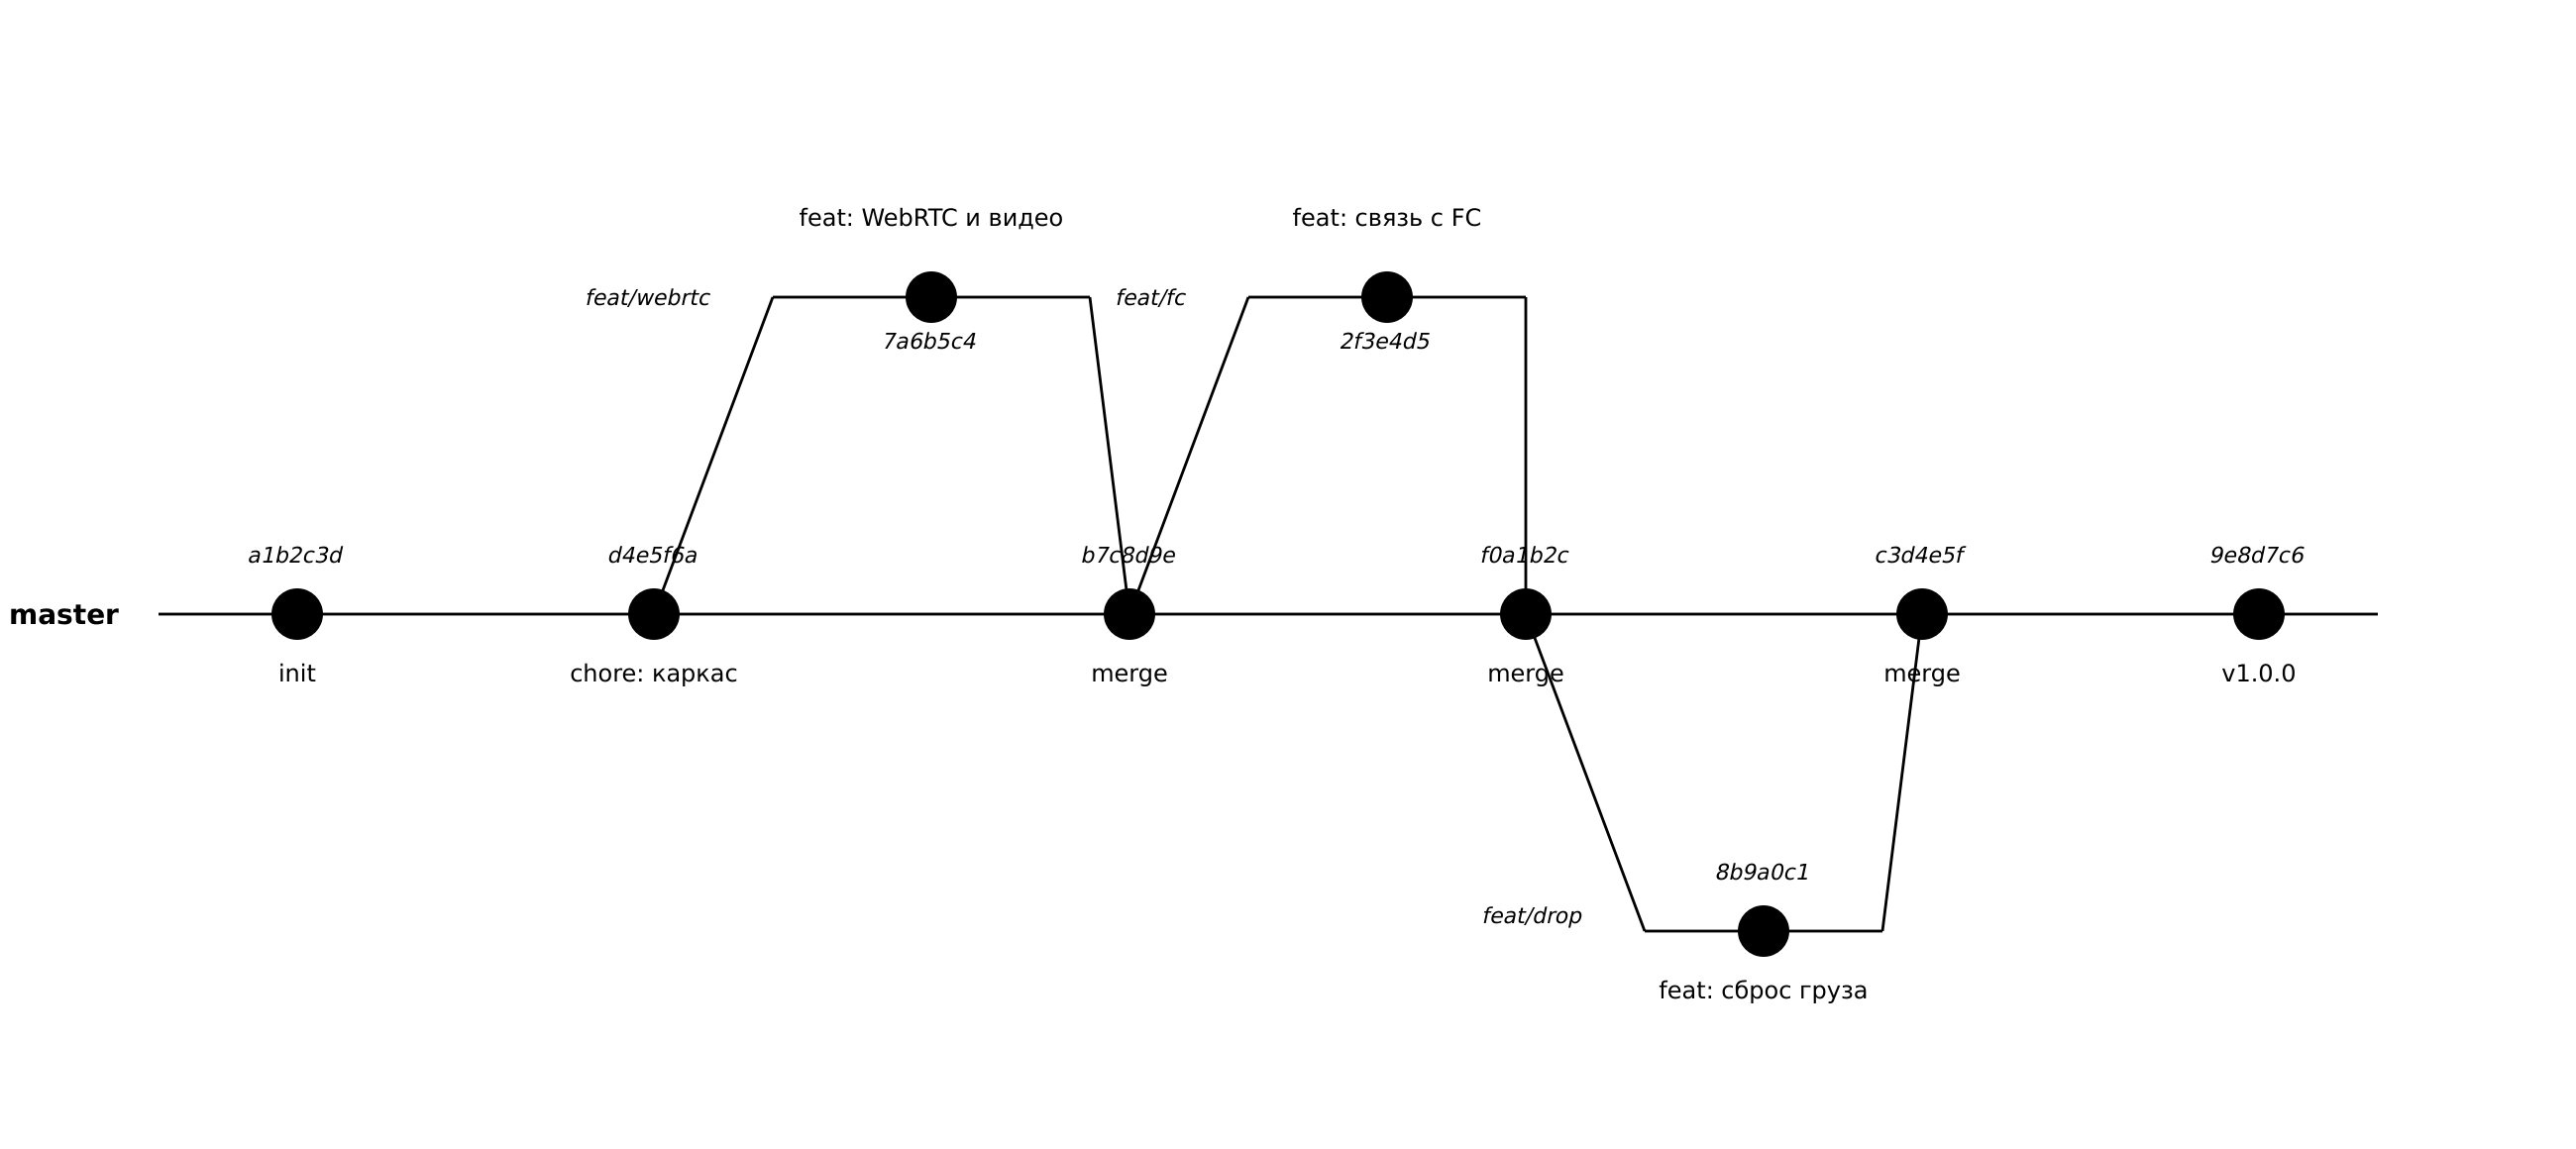 feat: WebRTC и видео
feat: связь с FC
feat/webrtc
feat/fc
7a6b5c4
2f3e4d5
a1b2c3d
d4e5f6a
b7c8d9e
f0a1b2c
c3d4e5f
9e8d7c6
master
init
chore: каркас
merge
merge
merge
v1.0.0
8b9a0c1
feat/drop
feat: сброс груза